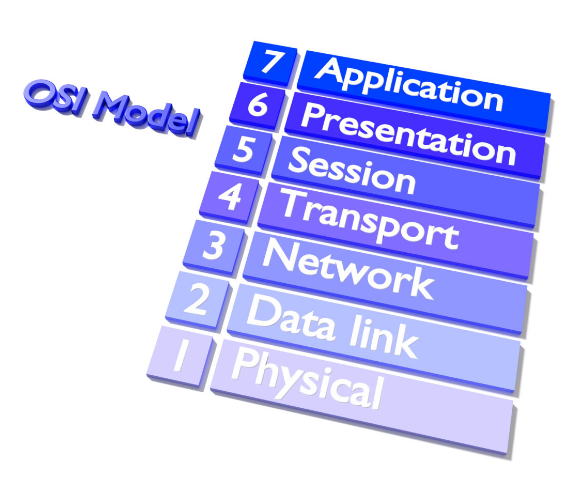 OSI Model
7 Application
6 Presentation
5 Session
4 Transport
3 Network
2 Data link
1 Physical